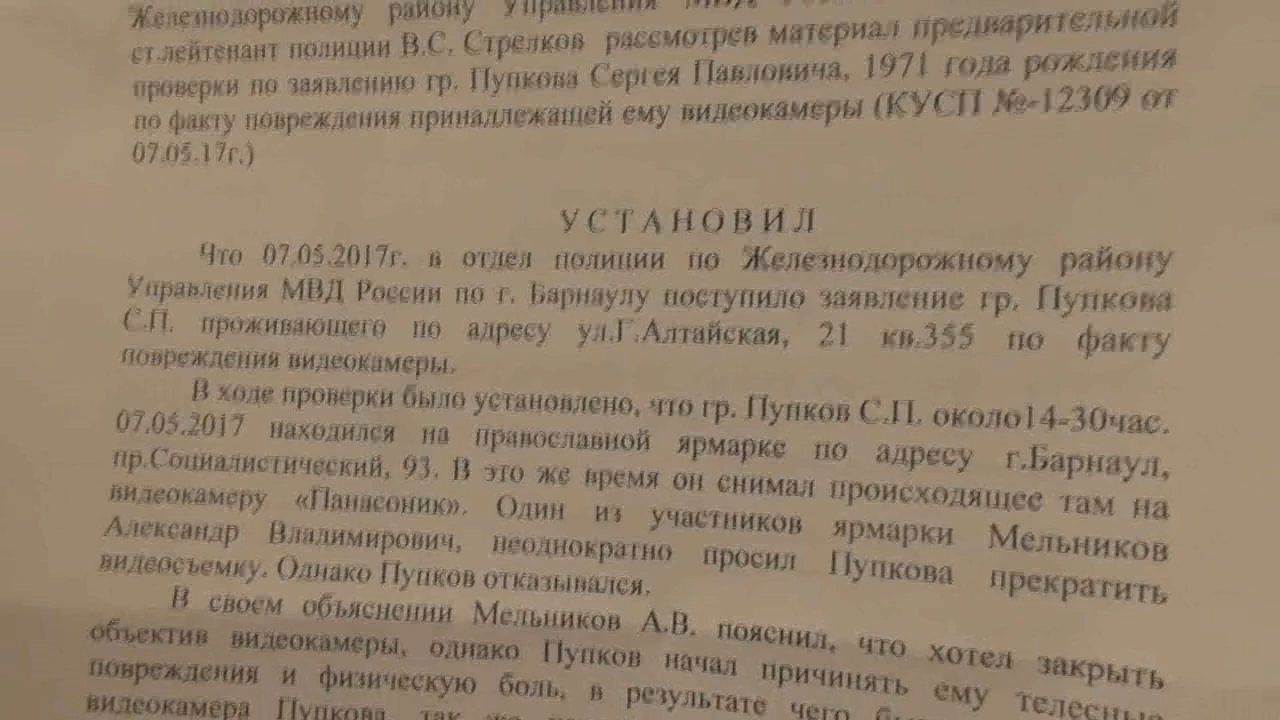 Железнодорожному району Управления МВД
ст.лейтенант полиции В.С. Стрелков рассмотрев материал предварительной
проверки по заявлению гр. Пупкова Сергея Павловича, 1971 года рождения
по факту повреждения принадлежащей ему видеокамеры (КУСП №-12309 от
07.05.17г.)
УСТАНОВИЛ
Что 07.05.2017г. в отдел полиции по Железнодорожному району
Управления МВД России по г. Барнаулу поступило заявление гр. Пупкова
С.П. проживающего по адресу ул.Г.Алтайская, 21 кв.355 по факту
повреждения видеокамеры.
В ходе проверки было установлено, что гр. Пупков С.П. около14-30час.
07.05.2017 находился на православной ярмарке по адресу г.Барнаул,
пр.Социалистический, 93. В это же время он снимал происходящее там на
видеокамеру «Панасоник». Один из участников ярмарки Мельников
Александр Владимирович, неоднократно просил Пупкова прекратить
видеосъемку. Однако Пупков отказывался.
В своем объяснении Мельников А.В. пояснил, что хотел закрыть
объектив видеокамеры, однако Пупков начал причинять ему телесные
повреждения и физическую боль, в результате чего
видеокамера Пупкова, так же